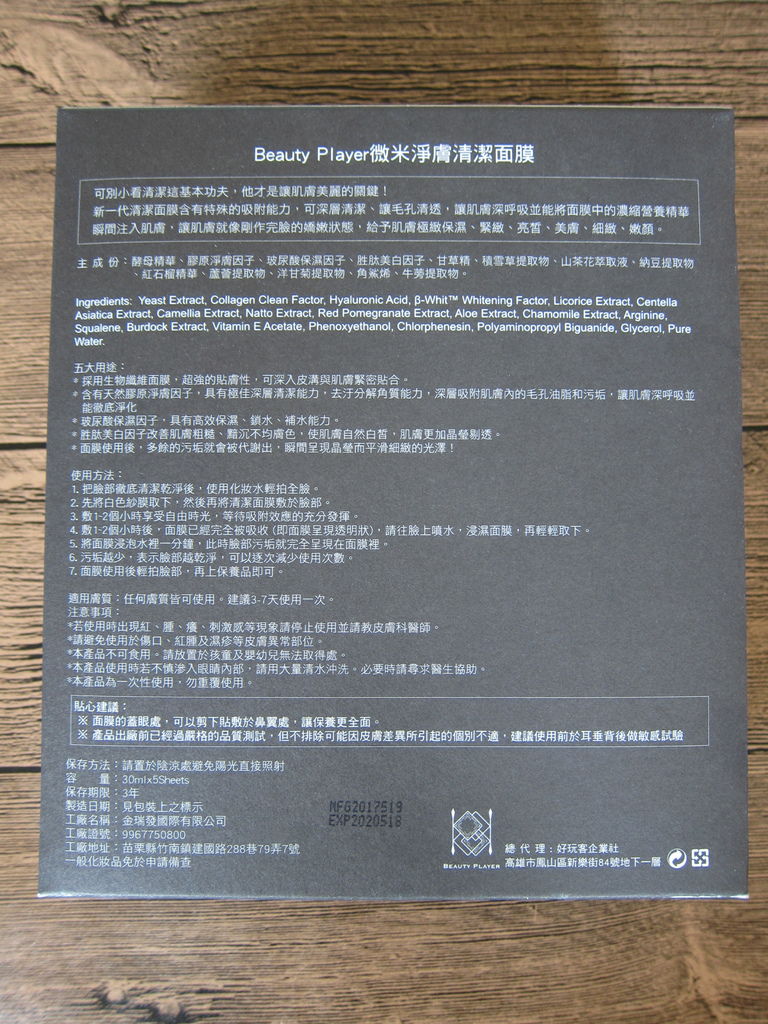 Beauty Player微米淨膚清潔面膜
可別小看清潔這基本功夫，他才是讓肌膚美麗的關鍵！
新一代清潔面膜含有特殊的吸附能力，可深層清潔、讓毛孔清透，讓肌膚深呼吸並能將面膜中的濃縮營養精華
瞬間注入肌膚，讓肌膚就像剛作完臉的嬌嫩狀態，給予肌膚極緻保濕、緊緻、亮皙、美膚、細緻、嫩顏。
主 成 份：酵母精華、膠原淨膚因子、玻尿酸保濕因子、胜肽美白因子、甘草精、積雪草提取物、山茶花萃取液、納豆提取物
、紅石榴精華、蘆薈提取物、洋甘菊提取物、角鯊烯、牛蒡提取物。
Ingredients: Yeast Extract, Collagen Clean Factor, Hyaluronic Acid, β-Whit™ Whitening Factor, Licorice Extract, Centella
Asiatica Extract, Camellia Extract, Natto Extract, Red Pomegranate Extract, Aloe Extract, Chamomile Extract, Arginine,
Squalene, Burdock Extract, Vitamin E Acetate, Phenoxyethanol, Chlorphenesin, Polyaminopropyl Biguanide, Glycerol, Pure
Water.
五大用途：
* 採用生物纖維面膜，超強的貼膚性，可深入皮溝與肌膚緊密貼合。
* 含有天然膠原淨膚因子，具有極佳深層清潔能力，去汙分解角質能力，深層吸附肌膚內的毛孔油脂和污垢，讓肌膚深呼吸並
能徹底淨化
* 玻尿酸保濕因子，具有高效保濕、鎖水、補水能力。
* 胜肽美白因子改善肌膚粗糙、黯沉不均膚色，使肌膚自然白皙，肌膚更加晶瑩剔透。
* 面膜使用後，多餘的污垢就會被代謝出，瞬間呈現晶瑩而平滑細緻的光澤！
使用方法：
1. 把臉部徹底清潔乾淨後，使用化妝水輕拍全臉。
2. 先將白色紗膜取下，然後再將清潔面膜敷於臉部。
3. 敷1-2個小時享受自由時光，等待吸附效應的充分發揮。
4. 敷1-2個小時後，面膜已經完全被吸收 (即面膜呈現透明狀)，請往臉上噴水，浸濕面膜，再輕輕取下。
5. 將面膜浸泡水裡一分鐘，此時臉部污垢就完全呈現在面膜裡。
6. 污垢越少，表示臉部越乾淨，可以逐次減少使用次數。
7. 面膜使用後輕拍臉部，再上保養品即可。
適用膚質：任何膚質皆可使用。建議3-7天使用一次。
注意事項：
*若使用時出現紅、腫、癢、刺激感等現象請停止使用並請教皮膚科醫師。
*請避免使用於傷口、紅腫及濕疹等皮膚異常部位。
*本產品不可食用。請放置於孩童及嬰幼兒無法取得處。
*本產品使用時若不慎滲入眼睛內部，請用大量清水沖洗。必要時請尋求醫生協助。
*本產品為一次性使用，勿重覆使用。
貼心建議：
※ 面膜的蓋眼處，可以剪下貼敷於鼻翼處，讓保養更全面。
※ 產品出廠前已經過嚴格的品質測試，但不排除可能因皮膚差異所引起的個別不適，建議使用前於耳垂背後做敏感試驗
保存方法：請置於陰涼處避免陽光直接照射
容　　量：30mlx5Sheets
保存期限：3年
製造日期：見包裝上之標示
工廠名稱：金瑞發國際有限公司
工廠證號：9967750800
工廠地址：苗栗縣竹南鎮建國路288巷79弄7號
一般化妝品免於申請備查
MFG2017519
EXP2020518
BEAUTY PLAYER
總 代 理：好玩客企業社
高雄市鳳山區新樂街84號地下一層